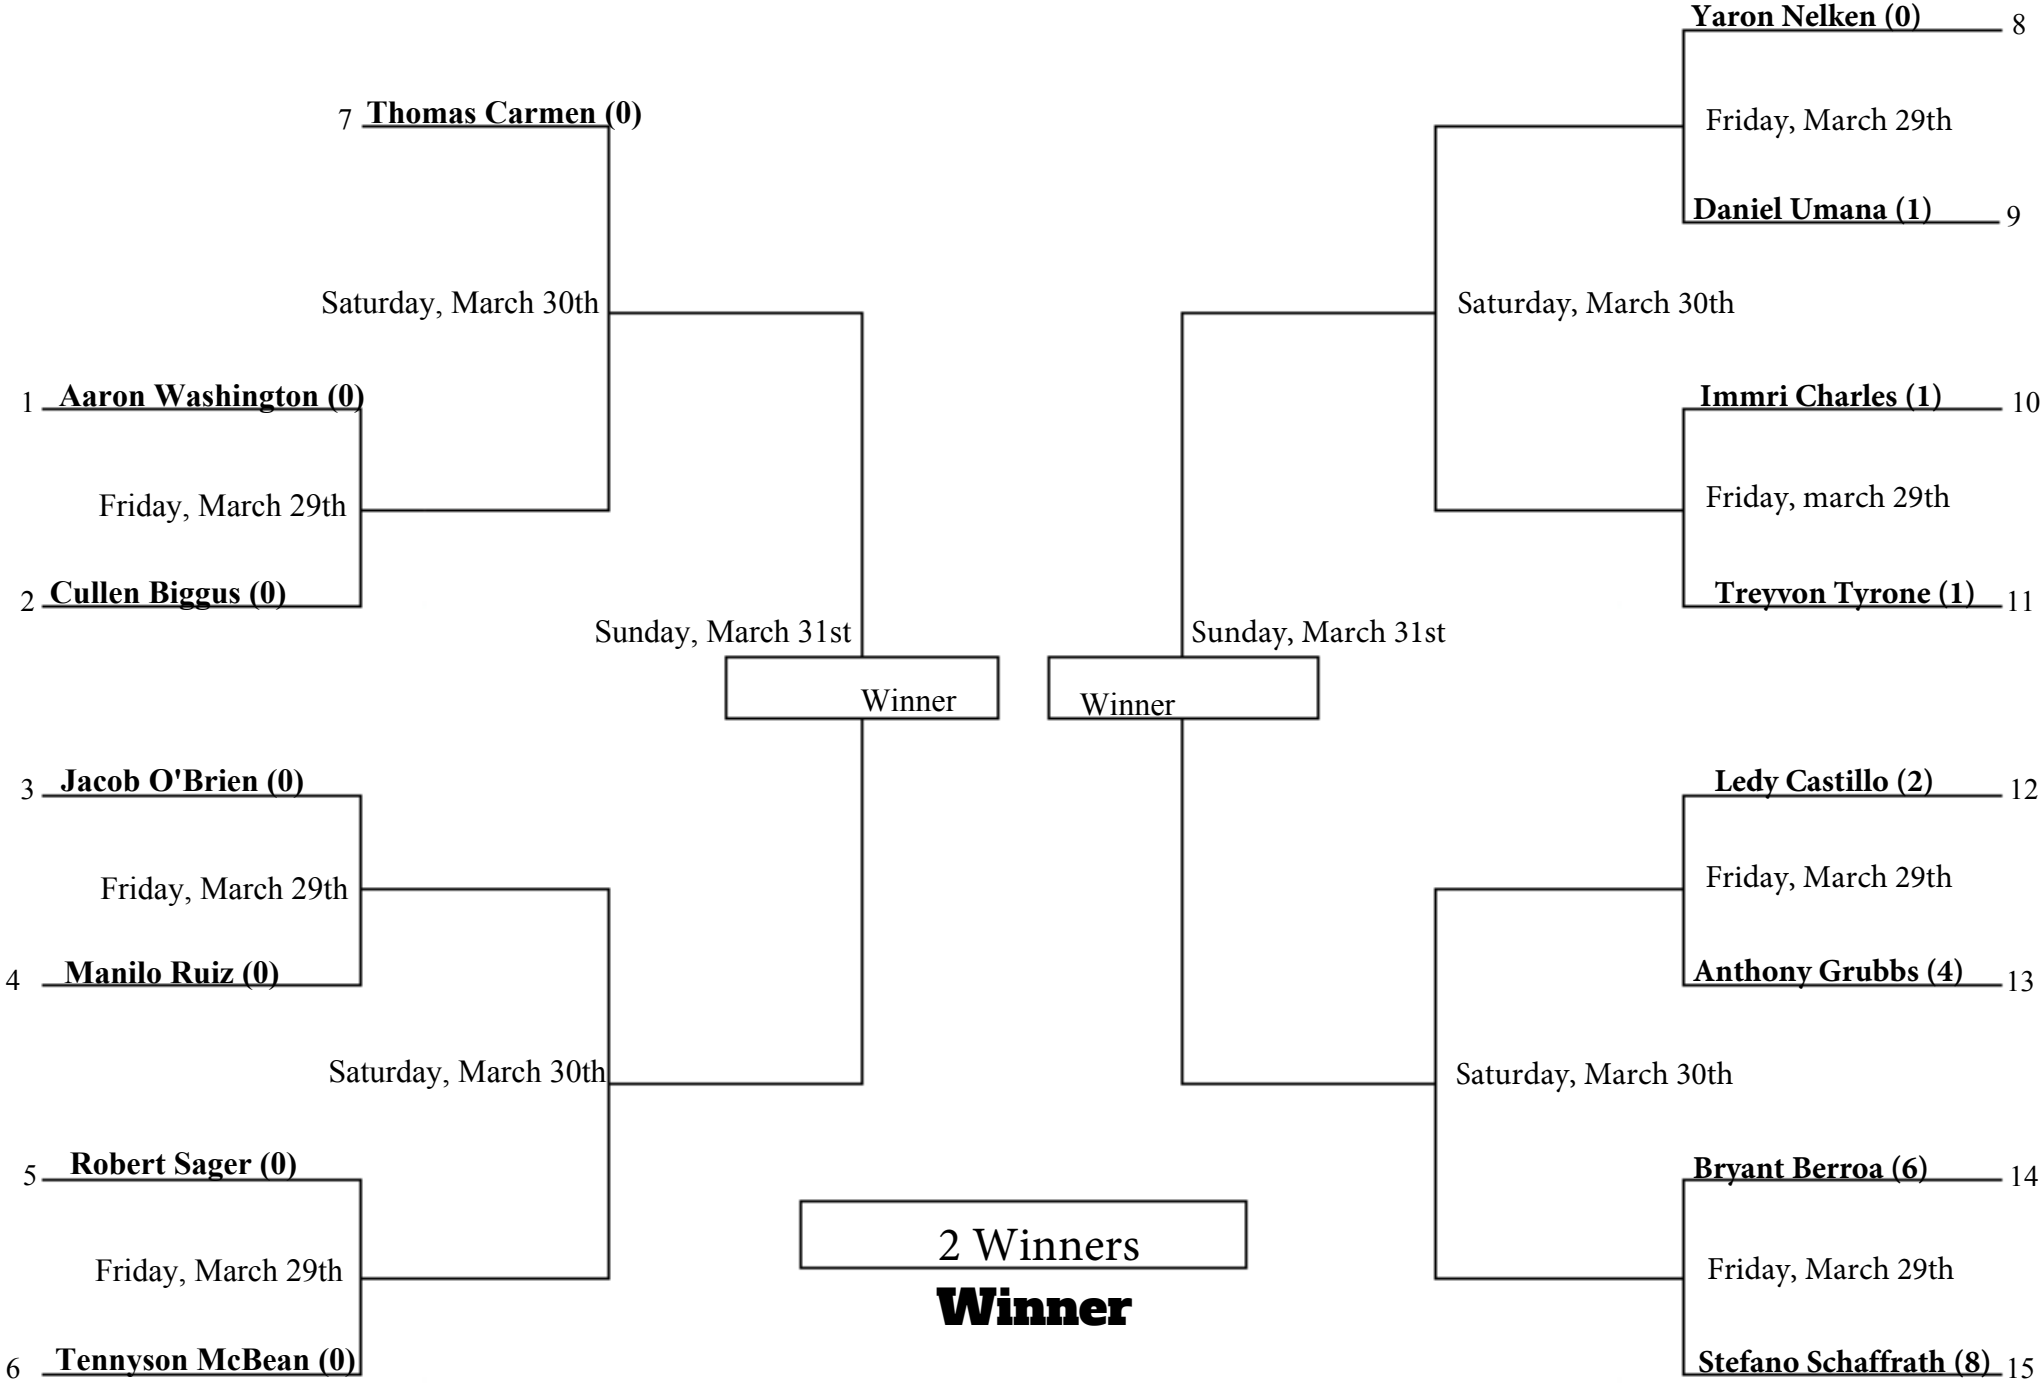 Yaron Nelken (0) 8
7 Thomas Carmen (0)
Friday, March 29th
Daniel Umana (1) 9
Saturday, March 30th
Saturday, March 30th
1 Aaron Washington (0)
Immri Charles (1) 10
Friday, March 29th
Friday, march 29th
2 Cullen Biggus (0)
Treyvon Tyrone (1) 11
Sunday, March 31st
Sunday, March 31st
Winner
Winner
3 Jacob O'Brien (0)
Ledy Castillo (2) 12
Friday, March 29th
Friday, March 29th
4 Manilo Ruiz (0)
Anthony Grubbs (4) 13
Saturday, March 30th
Saturday, March 30th
5 Robert Sager (0)
Bryant Berroa (6) 14
2 Winners
Friday, March 29th
Friday, March 29th
Winner
6 Tennyson McBean (0)
Stefano Schaffrath (8) 15